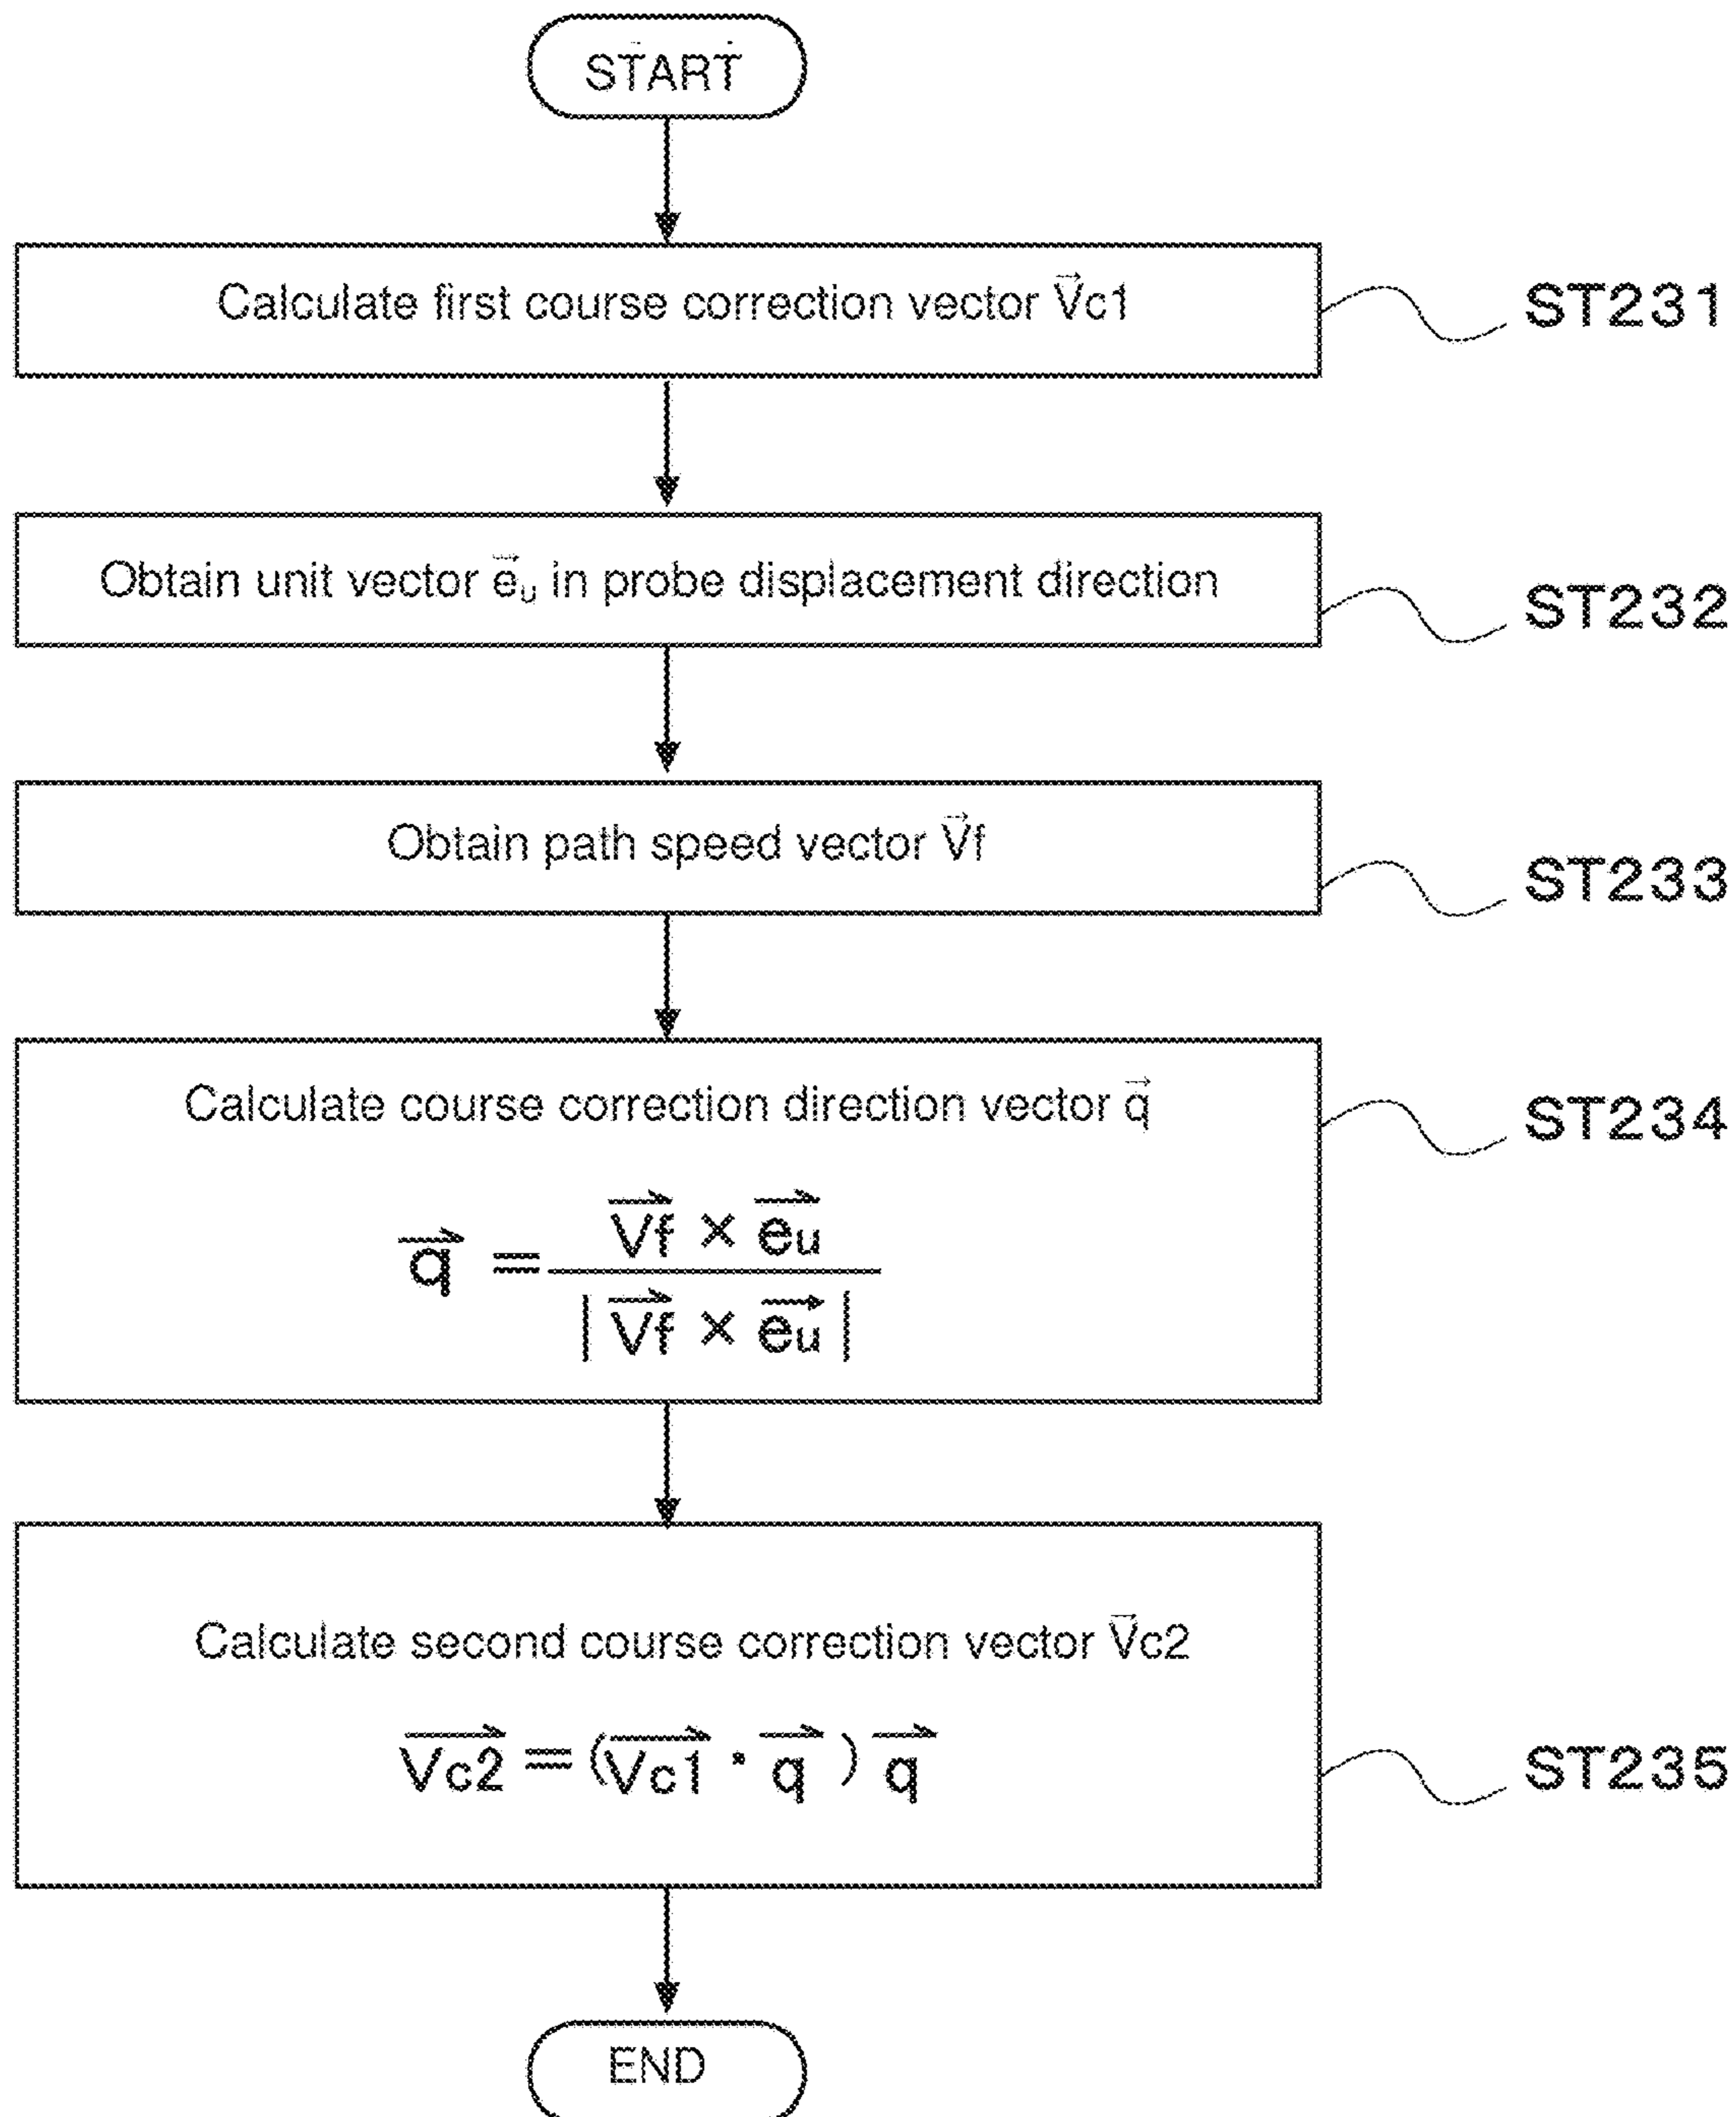 START
Calculate first course correction vector V⃗c1
ST231
Obtain unit vector e⃗ᵤ in probe displacement direction
ST232
Obtain path speed vector V⃗f
ST233
Calculate course correction direction vector q⃗
ST234
q⃗ = (V⃗f × e⃗ᵤ) / |V⃗f × e⃗ᵤ|
Calculate second course correction vector V⃗c2
V⃗c2 = (V⃗c1 · q⃗) q⃗
ST235
END